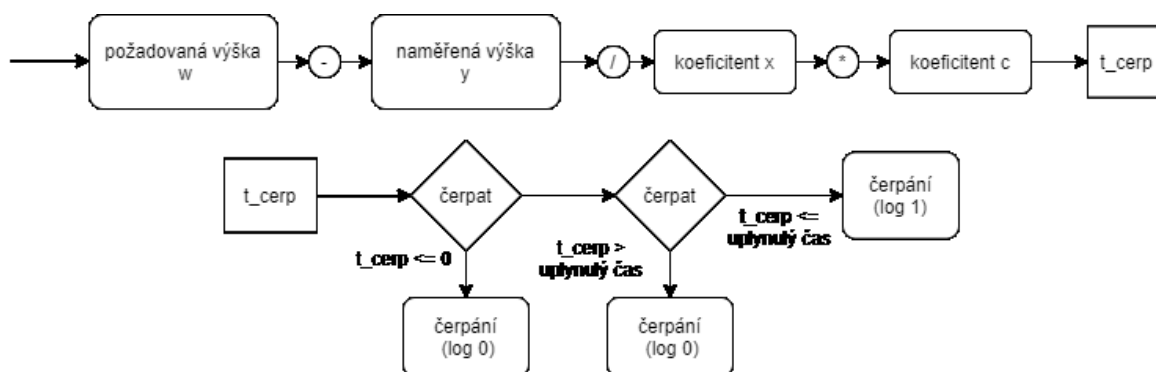 požadovaná výška
w
-
naměřená výška
y
/
koeficitent x
*
koeficitent c
t_cerp
t_cerp
čerpat
čerpat
čerpání
(log 1)
t_cerp <= 0
t_cerp >
uplynulý čas
t_cerp <=
uplynulý čas
čerpání
(log 0)
čerpání
(log 0)